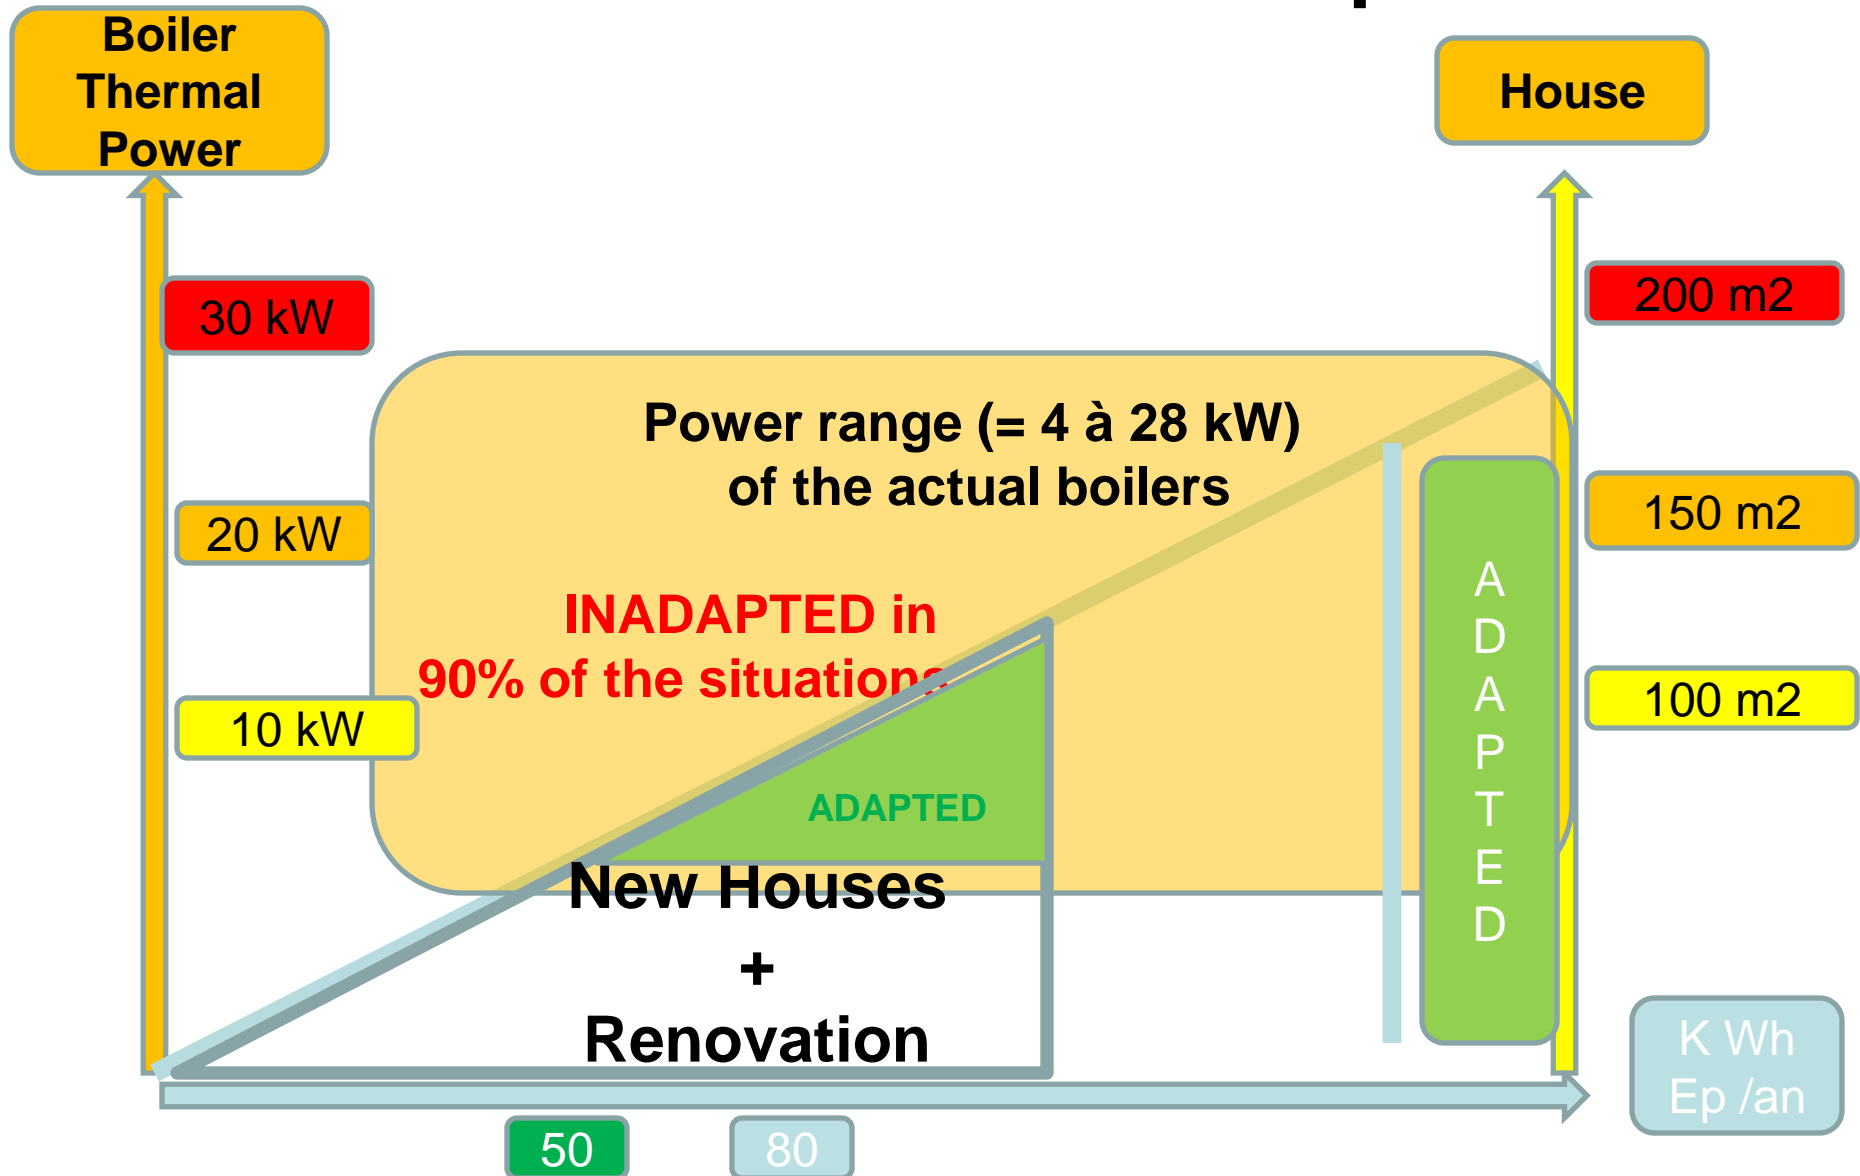 Boiler
Thermal
Power
House
30 kW
200 m2
Power range (= 4 à 28 kW)
of the actual boilers
20 kW
150 m2
INADAPTED in
90% of the situations
10 kW
100 m2
A
D
A
P
T
E
D
ADAPTED
New Houses
+
Renovation
K Wh
Ep /an
50
80